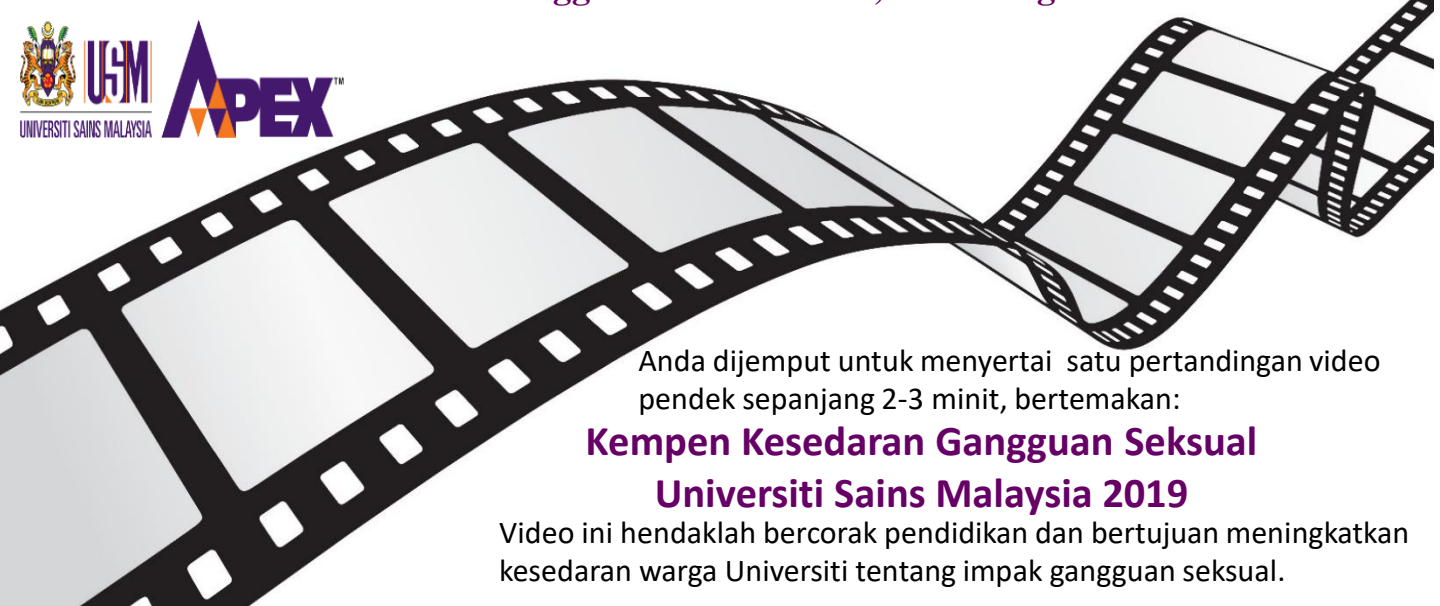 USM
APEX™
UNIVERSITI SAINS MALAYSIA
Anda dijemput untuk menyertai satu pertandingan video
pendek sepanjang 2-3 minit, bertemakan:
Kempen Kesedaran Gangguan Seksual
Universiti Sains Malaysia 2019
Video ini hendaklah bercorak pendidikan dan bertujuan meningkatkan
kesedaran warga Universiti tentang impak gangguan seksual.